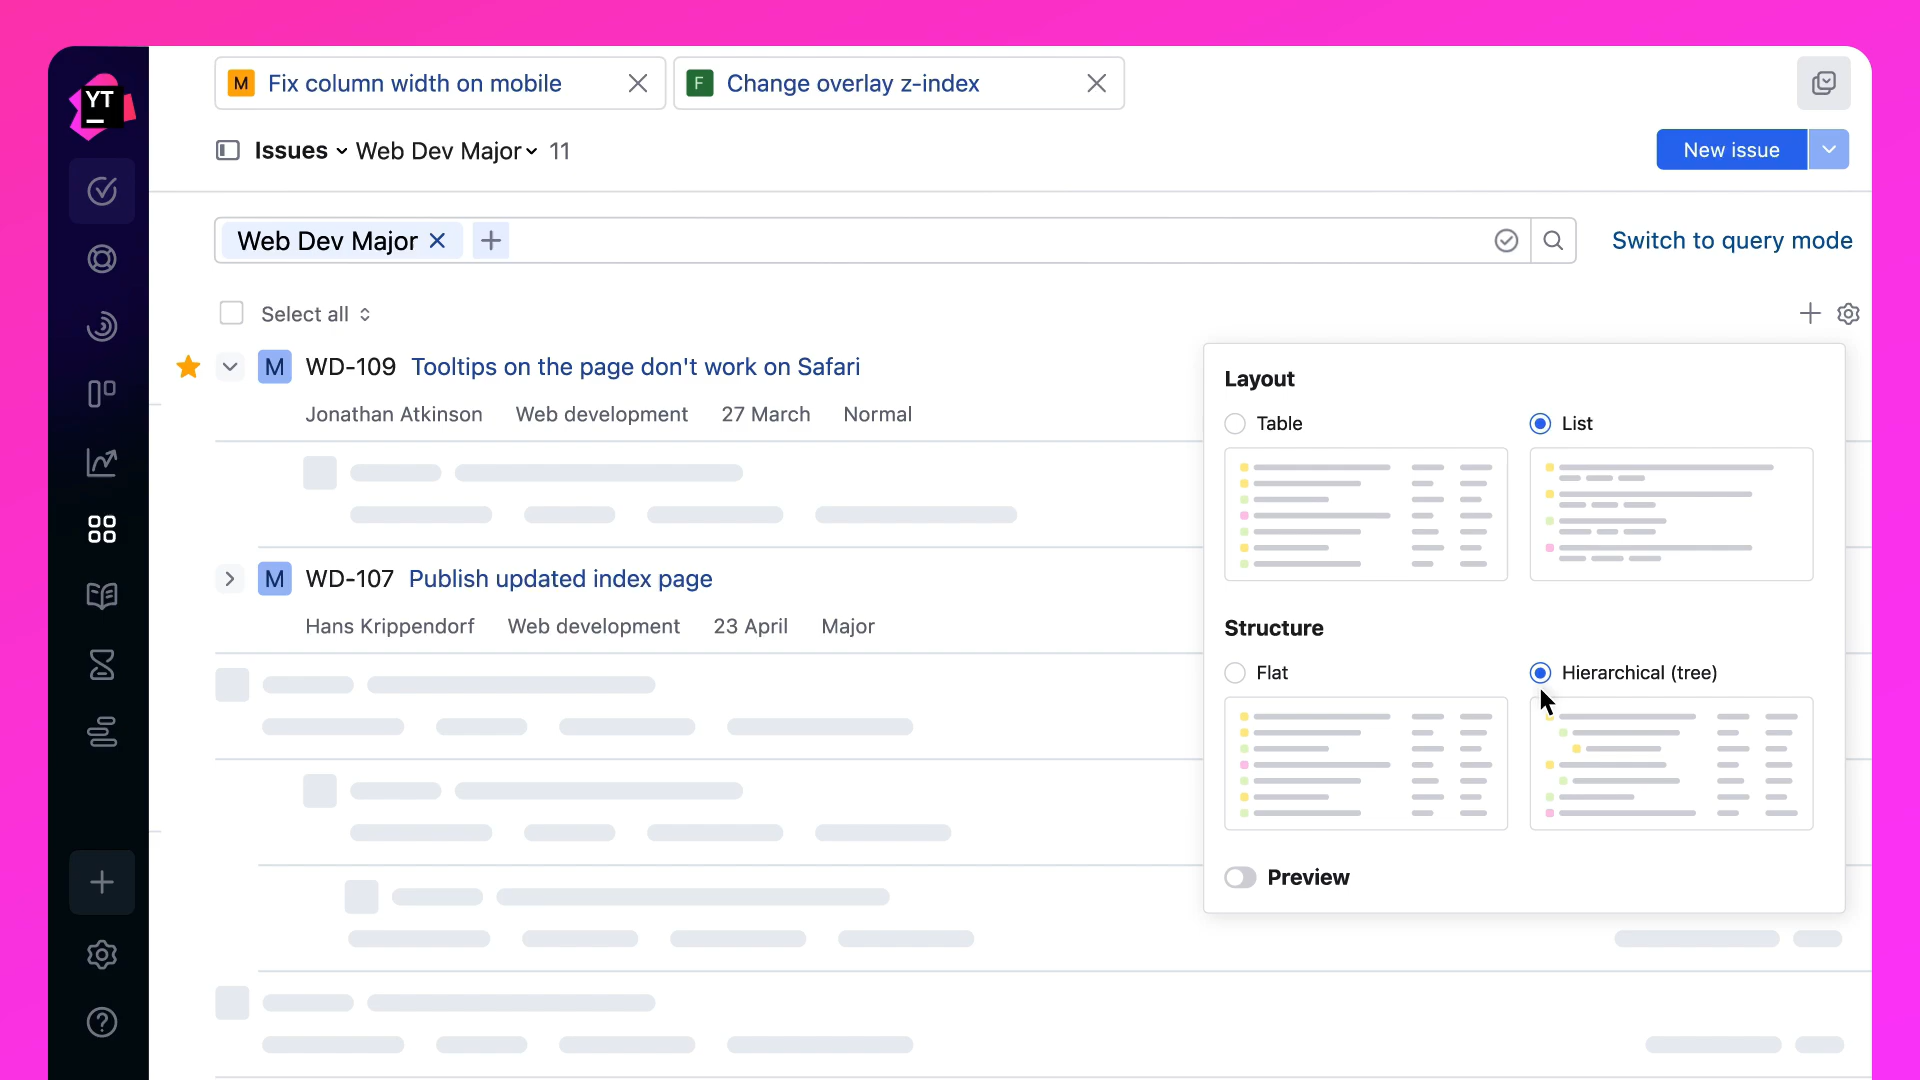 YT
M Fix column width on mobile
F Change overlay z-index
Issues Web Dev Major 11
New issue
Web Dev Major
Switch to query mode
Select all
M WD-109 Tooltips on the page don't work on Safari
Jonathan Atkinson Web development 27 March Normal
M WD-107 Publish updated index page
Hans Krippendorf Web development 23 April Major
Layout
Table
List
Structure
Flat
Hierarchical (tree)
Preview